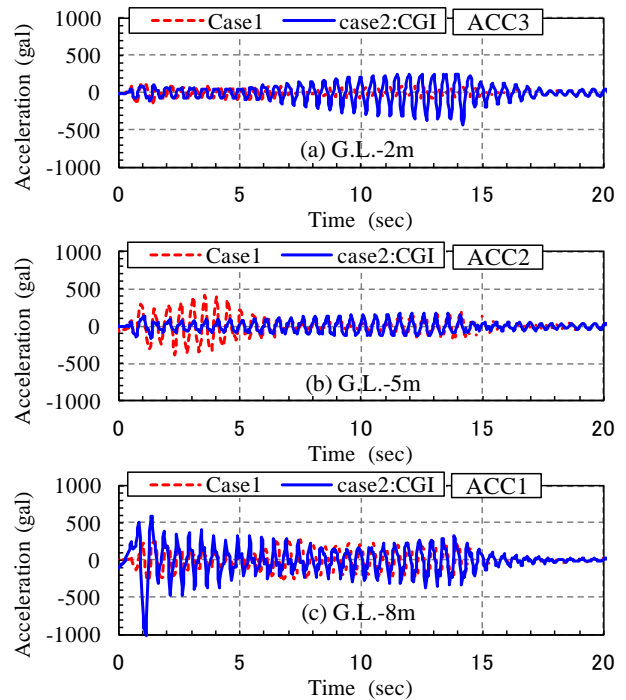 Case1 case2:CGI ACC3
Acceleration (gal)
1000
500
0
-500
-1000
(a) G.L.-2m
0 5 10 15 20
Time (sec)
Case1 case2:CGI ACC2
Acceleration (gal)
1000
500
0
-500
-1000
(b) G.L.-5m
0 5 10 15 20
Time (sec)
Case1 case2:CGI ACC1
Acceleration (gal)
1000
500
0
-500
-1000
(c) G.L.-8m
0 5 10 15 20
Time (sec)